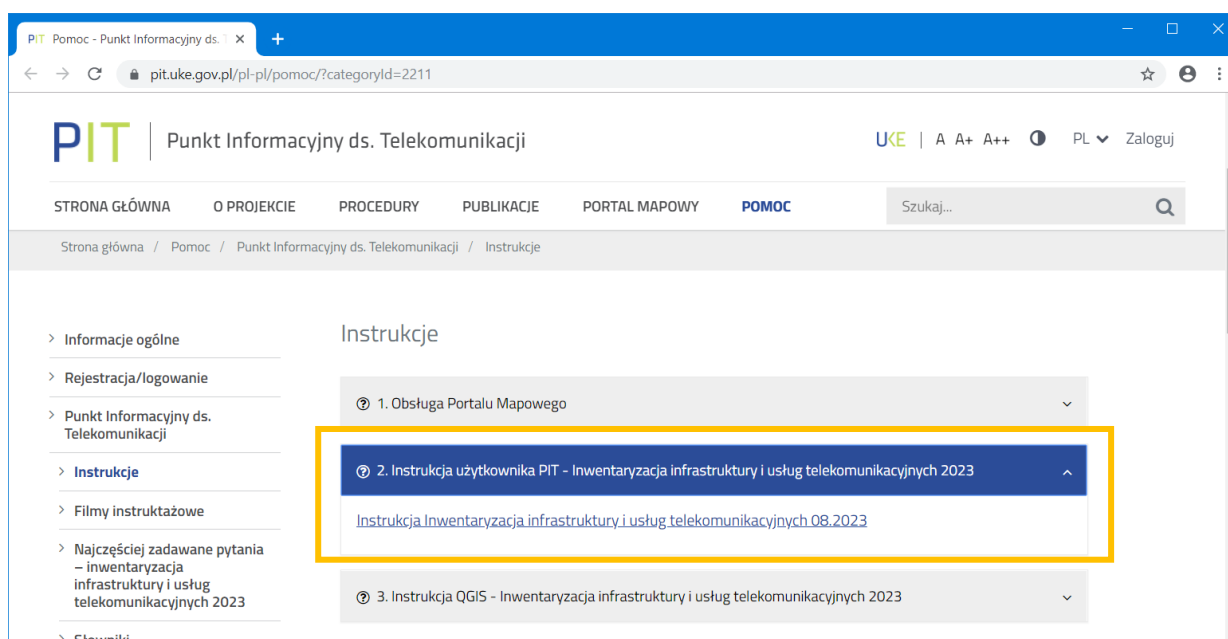 PIT Pomoc - Punkt Informacyjny ds.
pit.uke.gov.pl/pl-pl/pomoc/?categoryId=2211
PIT | Punkt Informacyjny ds. Telekomunikacji
UKE | A A+ A++ PL Zaloguj
STRONA GŁÓWNA O PROJEKCIE PROCEDURY PUBLIKACJE PORTAL MAPOWY POMOC Szukaj...
Strona główna / Pomoc / Punkt Informacyjny ds. Telekomunikacji / Instrukcje
Instrukcje
> Informacje ogólne
> Rejestracja/logowanie
> Punkt Informacyjny ds.
Telekomunikacji
> Instrukcje
> Filmy instruktażowe
> Najczęściej zadawane pytania
– inwentaryzacja
infrastruktury i usług
telekomunikacyjnych 2023
> Słowniki
1. Obsługa Portalu Mapowego
2. Instrukcja użytkownika PIT - Inwentaryzacja infrastruktury i usług telekomunikacyjnych 2023
Instrukcja Inwentaryzacja infrastruktury i usług telekomunikacyjnych 08.2023
3. Instrukcja QGIS - Inwentaryzacja infrastruktury i usług telekomunikacyjnych 2023